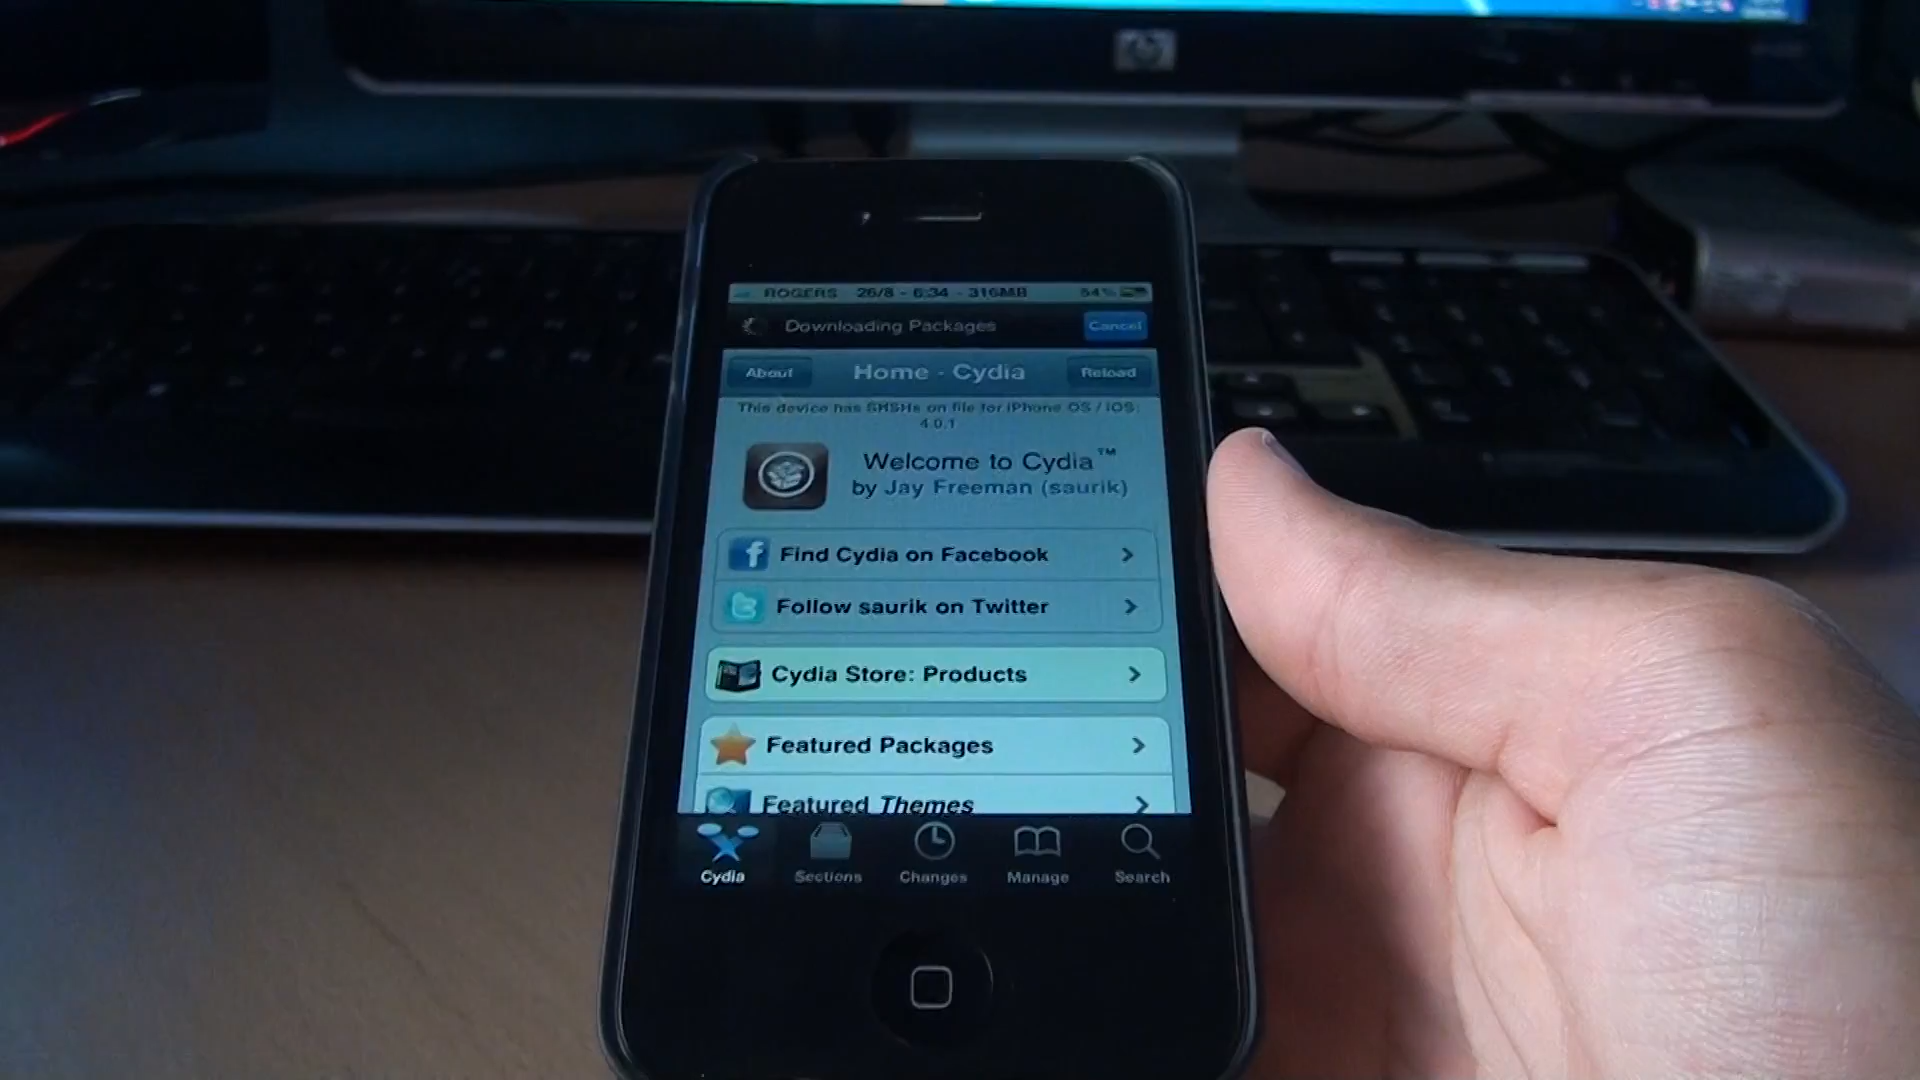 ROGERS 26/8 - 6:34 - 316MB 54%
Downloading Packages Cancel
About Home - Cydia Reload
This device has SHSHs on file for iPhone OS / iOS:
4.0.1
Welcome to Cydia™
by Jay Freeman (saurik)
Find Cydia on Facebook
Follow saurik on Twitter
Cydia Store: Products
Featured Packages
Featured Themes
Cydia Sections Changes Manage Search
hp